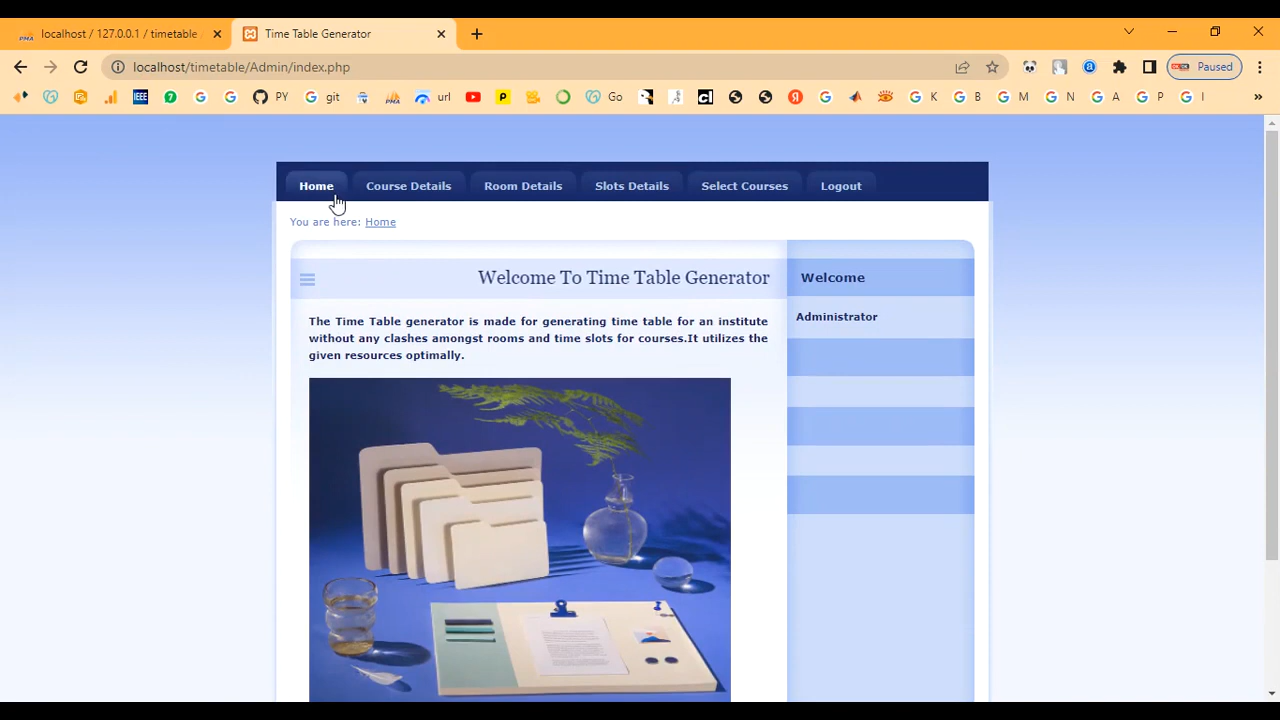 localhost / 127.0.0.1 / timetable
Time Table Generator
localhost/timetable/Admin/index.php
Paused
IEEE
PY
git
PMA
url
Go
K
B
M
N
A
P
I
Home
Course Details
Room Details
Slots Details
Select Courses
Logout
You are here: Home
Welcome To Time Table Generator
Welcome
The Time Table generator is made for generating time table for an institute
without any clashes amongst rooms and time slots for courses.It utilizes the
given resources optimally.
Administrator